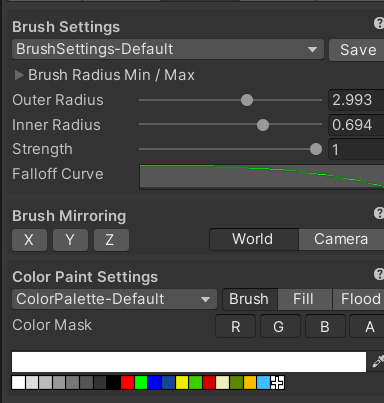 Brush Settings
BrushSettings-Default Save
Brush Radius Min / Max
Outer Radius 2.993
Inner Radius 0.694
Strength 1
Falloff Curve
Brush Mirroring
X Y Z World Camera
Color Paint Settings
ColorPalette-Default Brush Fill Flood
Color Mask R G B A